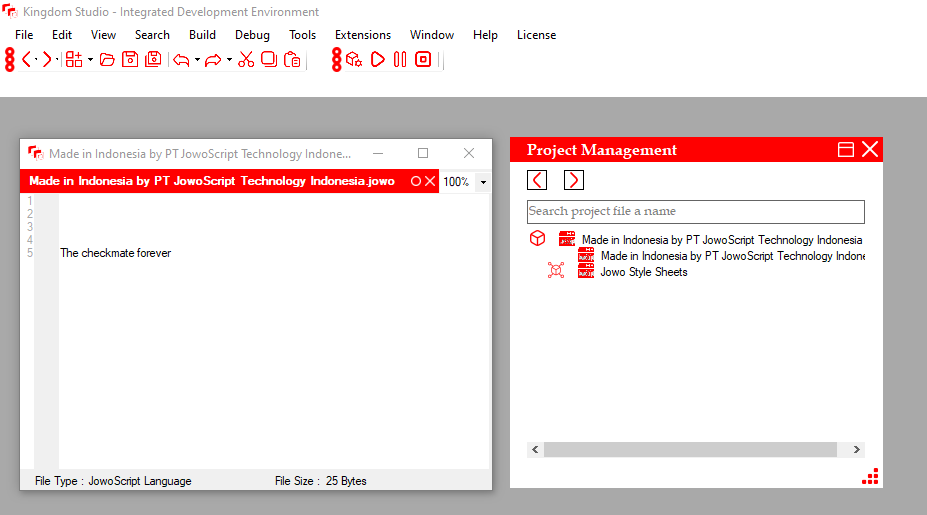 Kingdom Studio - Integrated Development Environment
File Edit View Search Build Debug Tools Extensions Window Help License
Made in Indonesia by PT JowoScript Technology Indone...
Made in Indonesia by PT JowoScript Technology Indonesia.jowo 100%
1
2
3
4
5 The checkmate forever
File Type : JowoScript Language File Size : 25 Bytes
Project Management
Search project file a name
Made in Indonesia by PT JowoScript Technology Indonesia
Made in Indonesia by PT JowoScript Technology Indone
Jowo Style Sheets